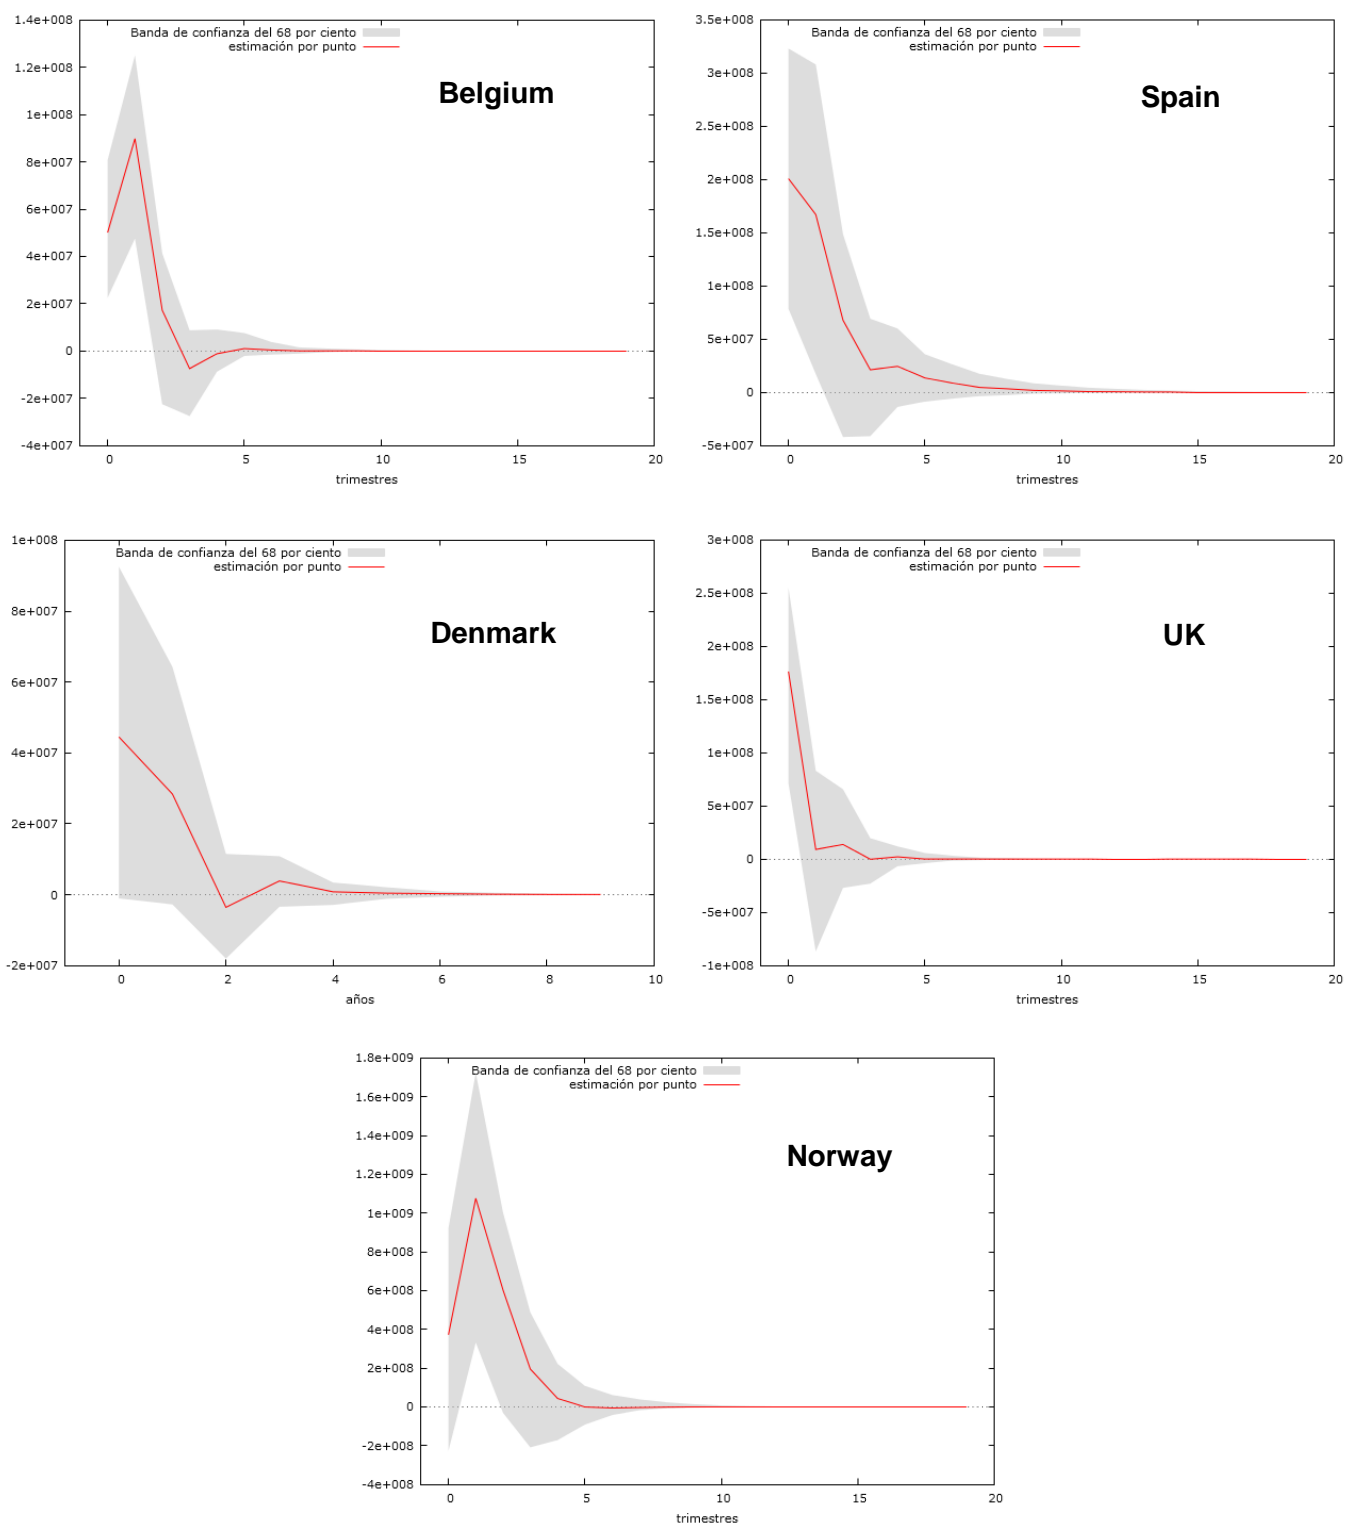 1.4e+008
1.2e+008
1e+008
8e+007
6e+007
4e+007
2e+007
0
-2e+007
-4e+007
Banda de confianza del 68 por ciento
estimación por punto
Belgium
0 5 10 15 20
trimestres
3.5e+008
3e+008
2.5e+008
2e+008
1.5e+008
1e+008
5e+007
0
-5e+007
Banda de confianza del 68 por ciento
estimación por punto
Spain
0 5 10 15 20
trimestres
1e+008
8e+007
6e+007
4e+007
2e+007
0
-2e+007
Banda de confianza del 68 por ciento
estimación por punto
Denmark
0 2 4 6 8 10
años
3e+008
2.5e+008
2e+008
1.5e+008
1e+008
5e+007
0
-5e+007
-1e+008
Banda de confianza del 68 por ciento
estimación por punto
UK
0 5 10 15 20
trimestres
1.8e+009
1.6e+009
1.4e+009
1.2e+009
1e+009
8e+008
6e+008
4e+008
2e+008
0
-2e+008
-4e+008
Banda de confianza del 68 por ciento
estimación por punto
Norway
0 5 10 15 20
trimestres